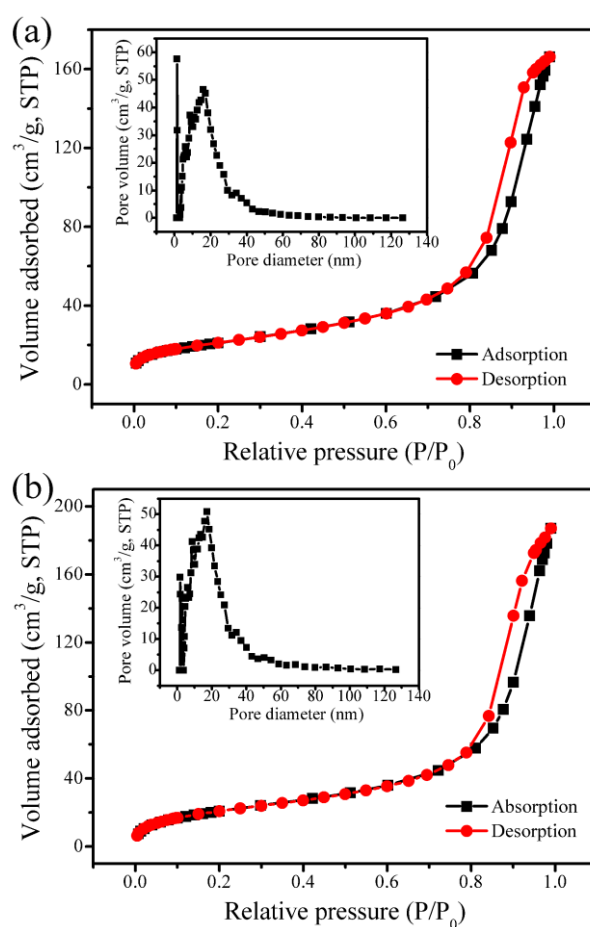 (a)
Volume adsorbed (cm³/g, STP)
160
120
80
40
0
0.0 0.2 0.4 0.6 0.8 1.0
Relative pressure (P/P₀)
Adsorption
Desorption
Pore volume (cm³/g, STP)
60
50
40
30
20
10
0
0 20 40 60 80 100 120 140
Pore diameter (nm)
(b)
Volume adsorbed (cm³/g, STP)
200
160
120
80
40
0
0.0 0.2 0.4 0.6 0.8 1.0
Relative pressure (P/P₀)
Absorption
Desorption
Pore volume (cm³/g, STP)
50
40
30
20
10
0
0 20 40 60 80 100 120 140
Pore diameter (nm)